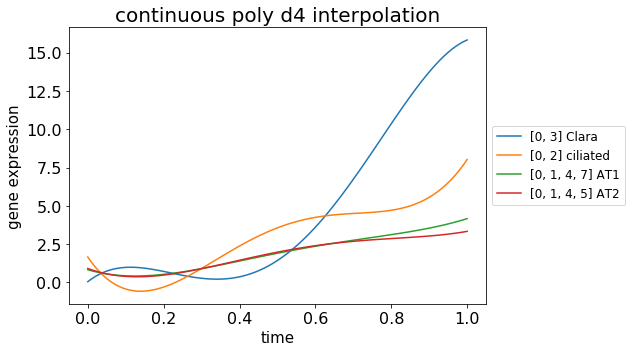 continuous poly d4 interpolation
gene expression
15.0
12.5
10.0
7.5
5.0
2.5
0.0
0.0 0.2 0.4 0.6 0.8 1.0
time
[0, 3] Clara
[0, 2] ciliated
[0, 1, 4, 7] AT1
[0, 1, 4, 5] AT2